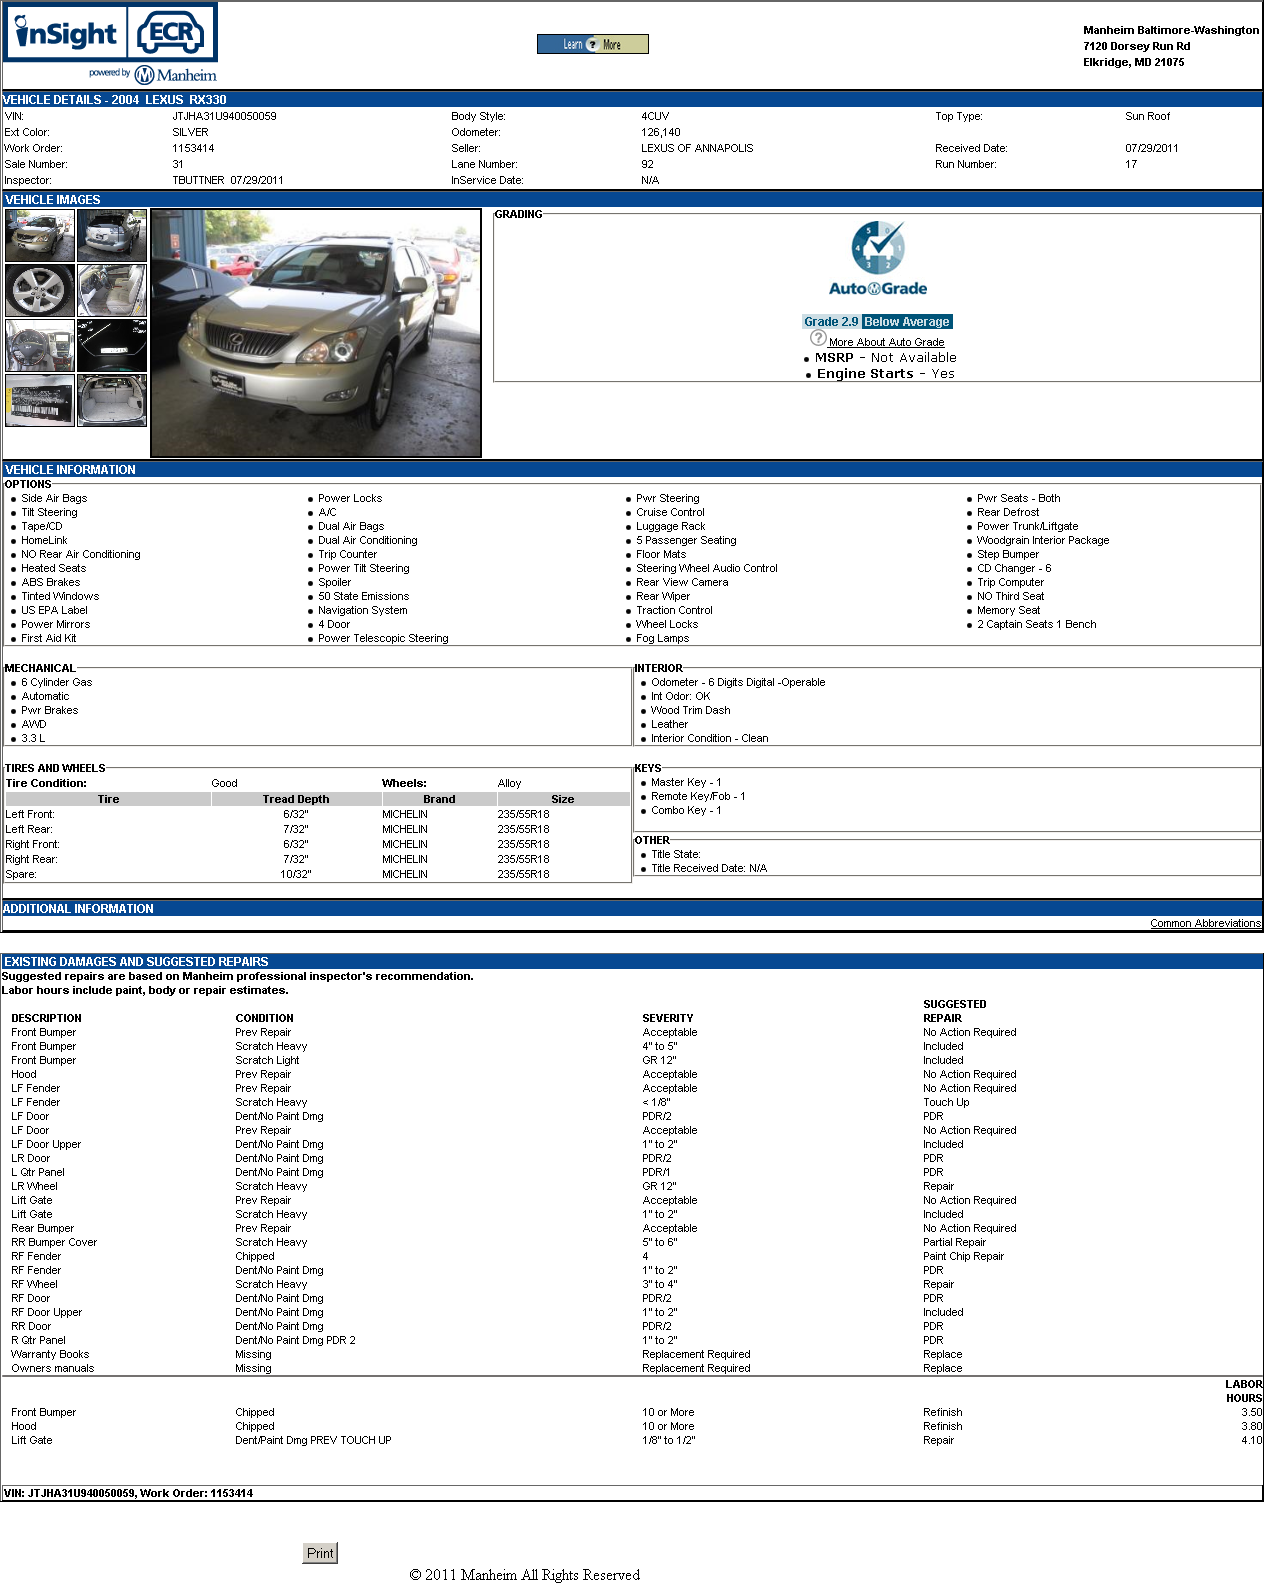 inSight ECR
powered by Manheim
Learn ? More
Manheim Baltimore-Washington
7120 Dorsey Run Rd
Elkridge, MD 21075
VEHICLE DETAILS - 2004 LEXUS RX330
VIN: JTJHA31U940050059 Body Style: 4CUV Top Type: Sun Roof
Ext Color: SILVER Odometer: 126,140
Work Order: 1153414 Seller: LEXUS OF ANNAPOLIS Received Date: 07/29/2011
Sale Number: 31 Lane Number: 92 Run Number: 17
Inspector: TBUTTNER 07/29/2011 InService Date: N/A
VEHICLE IMAGES
GRADING
5 0 4 1 3 2
AutoGrade
Grade 2.9 Below Average
? More About Auto Grade
MSRP - Not Available
Engine Starts - Yes
VEHICLE INFORMATION
OPTIONS
Side Air Bags Power Locks Pwr Steering Pwr Seats - Both
Tilt Steering A/C Cruise Control Rear Defrost
Tape/CD Dual Air Bags Luggage Rack Power Trunk/Liftgate
HomeLink Dual Air Conditioning 5 Passenger Seating Woodgrain Interior Package
NO Rear Air Conditioning Trip Counter Floor Mats Step Bumper
Heated Seats Power Tilt Steering Steering Wheel Audio Control CD Changer - 6
ABS Brakes Spoiler Rear View Camera Trip Computer
Tinted Windows 50 State Emissions Rear Wiper NO Third Seat
US EPA Label Navigation System Traction Control Memory Seat
Power Mirrors 4 Door Wheel Locks 2 Captain Seats 1 Bench
First Aid Kit Power Telescopic Steering Fog Lamps
MECHANICAL
6 Cylinder Gas
Automatic
Pwr Brakes
AWD
3.3 L
INTERIOR
Odometer - 6 Digits Digital -Operable
Int Odor: OK
Wood Trim Dash
Leather
Interior Condition - Clean
TIRES AND WHEELS
Tire Condition: Good Wheels: Alloy
Tire Tread Depth Brand Size
Left Front: 6/32" MICHELIN 235/55R18
Left Rear: 7/32" MICHELIN 235/55R18
Right Front: 6/32" MICHELIN 235/55R18
Right Rear: 7/32" MICHELIN 235/55R18
Spare: 10/32" MICHELIN 235/55R18
KEYS
Master Key - 1
Remote Key/Fob - 1
Combo Key - 1
OTHER
Title State:
Title Received Date: N/A
ADDITIONAL INFORMATION
Common Abbreviations
EXISTING DAMAGES AND SUGGESTED REPAIRS
Suggested repairs are based on Manheim professional inspector's recommendation.
Labor hours include paint, body or repair estimates.
DESCRIPTION CONDITION SEVERITY SUGGESTED REPAIR
Front Bumper Prev Repair Acceptable No Action Required
Front Bumper Scratch Heavy 4" to 5" Included
Front Bumper Scratch Light GR 12" Included
Hood Prev Repair Acceptable No Action Required
LF Fender Prev Repair Acceptable No Action Required
LF Fender Scratch Heavy < 1/8" Touch Up
LF Door Dent/No Paint Dmg PDR/2 PDR
LF Door Prev Repair Acceptable No Action Required
LF Door Upper Dent/No Paint Dmg 1" to 2" Included
LR Door Dent/No Paint Dmg PDR/2 PDR
L Qtr Panel Dent/No Paint Dmg PDR/1 PDR
LR Wheel Scratch Heavy GR 12" Repair
Lift Gate Prev Repair Acceptable No Action Required
Lift Gate Scratch Heavy 1" to 2" Included
Rear Bumper Prev Repair Acceptable No Action Required
RR Bumper Cover Scratch Heavy 5" to 6" Partial Repair
RF Fender Chipped 4 Paint Chip Repair
RF Fender Dent/No Paint Dmg 1" to 2" PDR
RF Wheel Scratch Heavy 3" to 4" Repair
RF Door Dent/No Paint Dmg PDR/2 PDR
RF Door Upper Dent/No Paint Dmg 1" to 2" Included
RR Door Dent/No Paint Dmg PDR/2 PDR
R Qtr Panel Dent/No Paint Dmg PDR 2 1" to 2" PDR
Warranty Books Missing Replacement Required Replace
Owners manuals Missing Replacement Required Replace
LABOR HOURS
Front Bumper Chipped 10 or More Refinish 3.50
Hood Chipped 10 or More Refinish 3.80
Lift Gate Dent/Paint Dmg PREV TOUCH UP 1/8" to 1/2" Repair 4.10
VIN: JTJHA31U940050059, Work Order: 1153414
Print
© 2011 Manheim All Rights Reserved